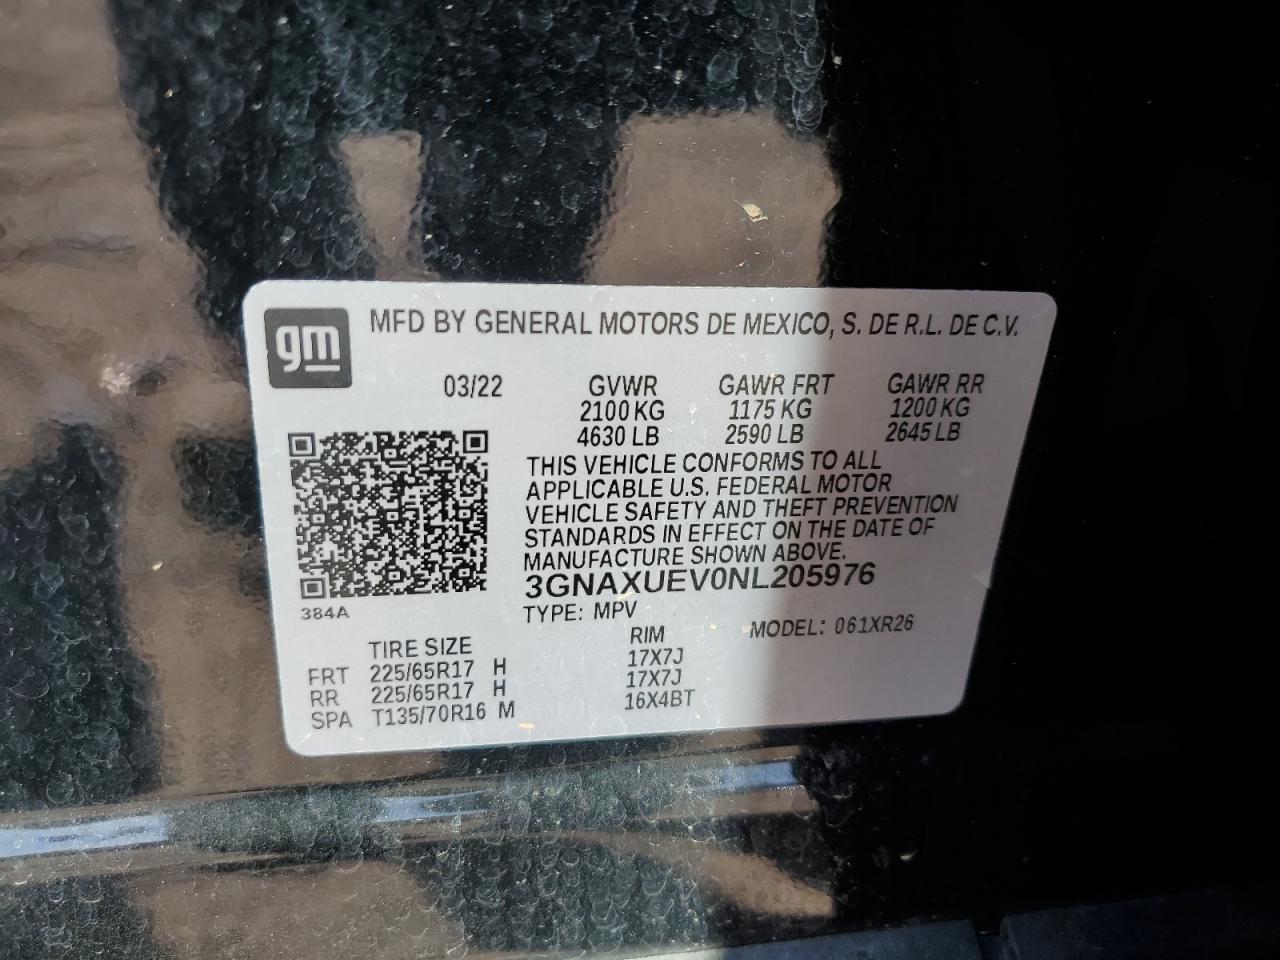 gm MFD BY GENERAL MOTORS DE MEXICO, S. DE R.L. DE C.V.
03/22 GVWR GAWR FRT GAWR RR
2100 KG 1175 KG 1200 KG
4630 LB 2590 LB 2645 LB
THIS VEHICLE CONFORMS TO ALL
APPLICABLE U.S. FEDERAL MOTOR
VEHICLE SAFETY AND THEFT PREVENTION
STANDARDS IN EFFECT ON THE DATE OF
MANUFACTURE SHOWN ABOVE.
3GNAXUEV0NL205976
384A TYPE: MPV MODEL: 061XR26
TIRE SIZE RIM
FRT 225/65R17 H 17X7J
RR 225/65R17 H 17X7J
SPA T135/70R16 M 16X4BT